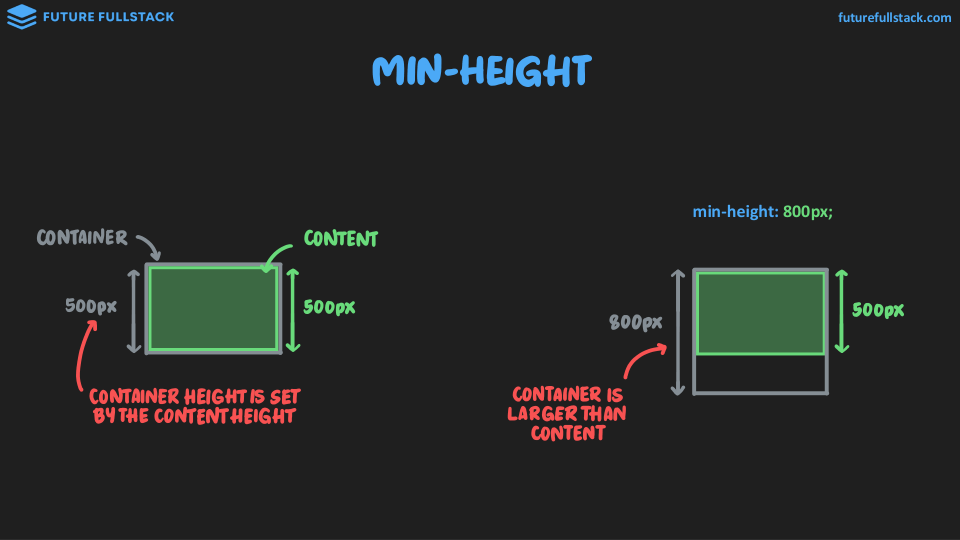 FUTURE FULLSTACK
futurefullstack.com
MIN-HEIGHT
min-height: 800px;
CONTAINER
CONTENT
500px
500px
CONTAINER HEIGHT IS SET
BY THE CONTENT HEIGHT
800px
500px
CONTAINER IS
LARGER THAN
CONTENT